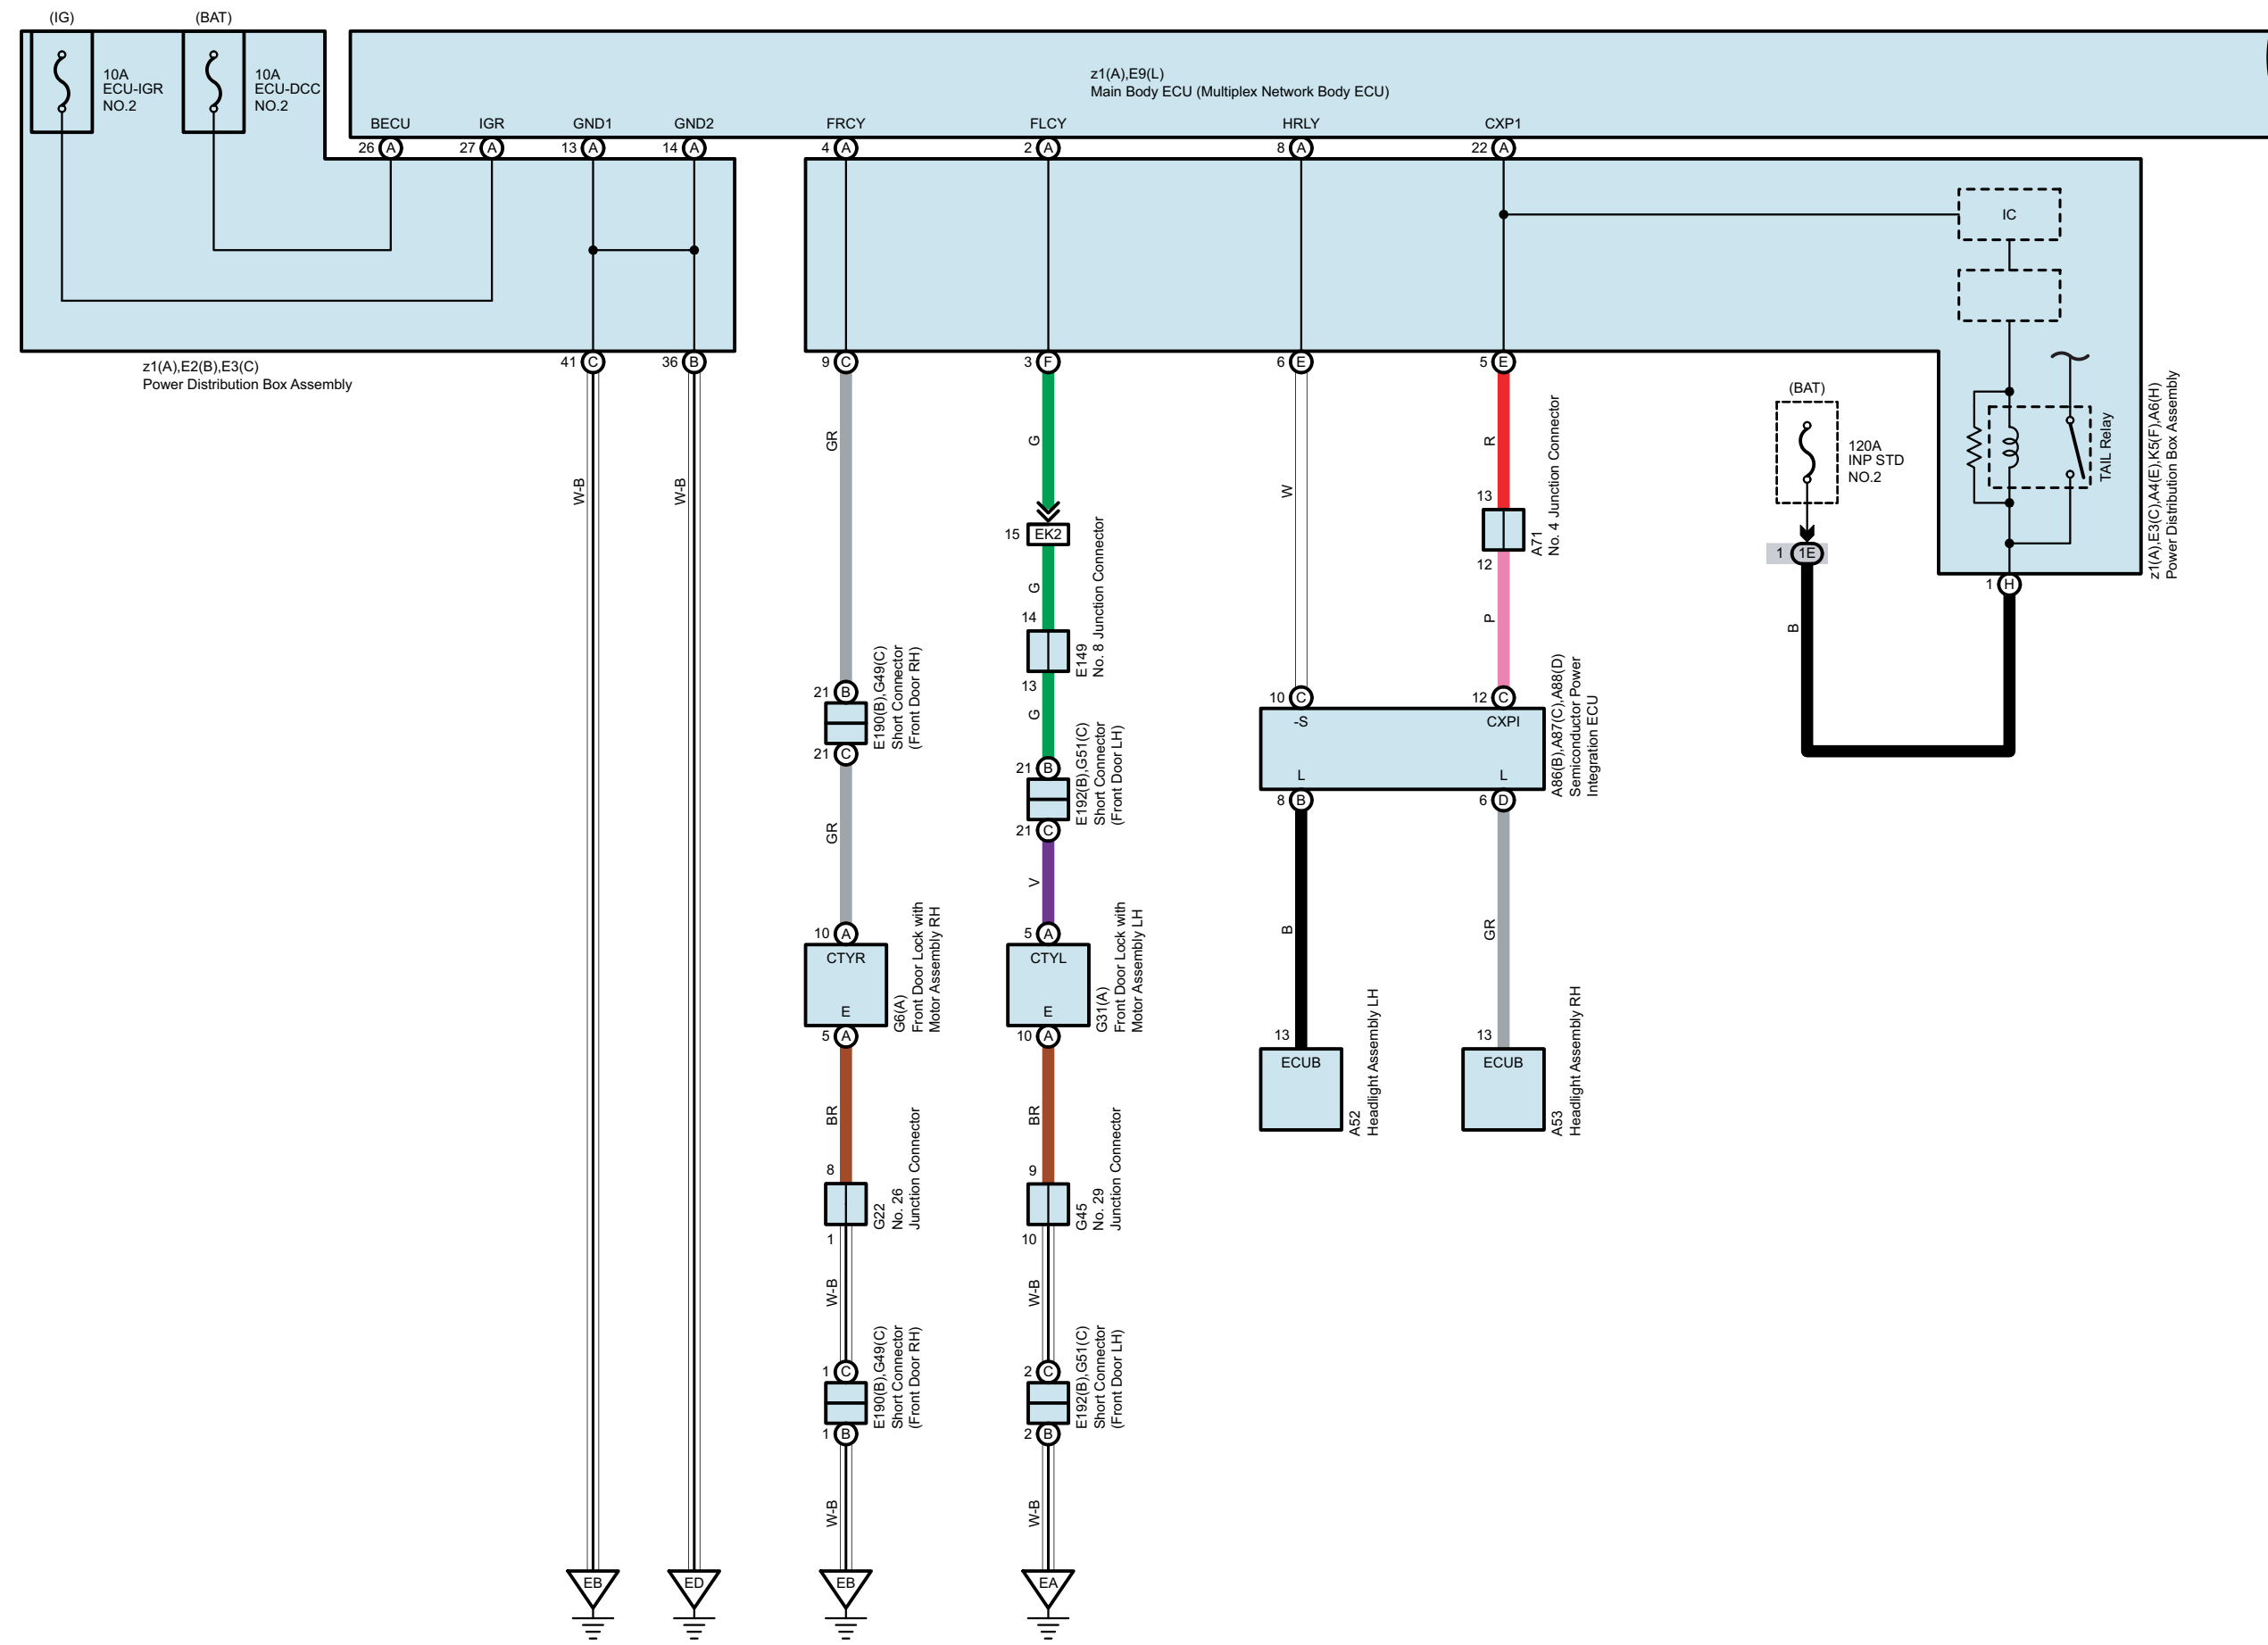 (IG)
(BAT)
10A
ECU-IGR
NO.2
10A
ECU-DCC
NO.2
z1(A),E9(L)
Main Body ECU (Multiplex Network Body ECU)
BECU
IGR
GND1
GND2
FRCY
FLCY
HRLY
CXP1
26 A
27 A
13 A
14 A
4 A
2 A
8 A
22 A
IC
z1(A),E2(B),E3(C)
Power Distribution Box Assembly
41 C
36 B
9 C
3 F
6 E
5 E
(BAT)
120A
INP STD
NO.2
TAIL Relay
z1(A),E3(C),A4(E),K5(F),A6(H)
Power Distribution Box Assembly
1 1E
1 H
B
W-B
W-B
GR
G
W
R
15 EK2
13
A71
No. 4 Junction Connector
12
G
P
14
E149
No. 8 Junction Connector
13
G
21 B
E190(B),G49(C)
Short Connector
(Front Door RH)
21 C
21 B
E192(B),G51(C)
Short Connector
(Front Door LH)
21 C
10 C
12 C
-S
CXPI
L
L
A86(B),A87(C),A88(D)
Semiconductor Power
Integration ECU
8 B
6 D
GR
V
B
GR
10 A
CTYR
E
G6(A)
Front Door Lock with
Motor Assembly RH
5 A
5 A
CTYL
E
G31(A)
Front Door Lock with
Motor Assembly LH
10 A
13
ECUB
A52
Headlight Assembly LH
13
ECUB
A53
Headlight Assembly RH
BR
BR
8
G22
No. 26
Junction Connector
1
9
G45
No. 29
Junction Connector
10
W-B
W-B
1 C
E190(B),G49(C)
Short Connector
(Front Door RH)
1 B
2 C
E192(B),G51(C)
Short Connector
(Front Door LH)
2 B
W-B
W-B
EB
ED
EB
EA